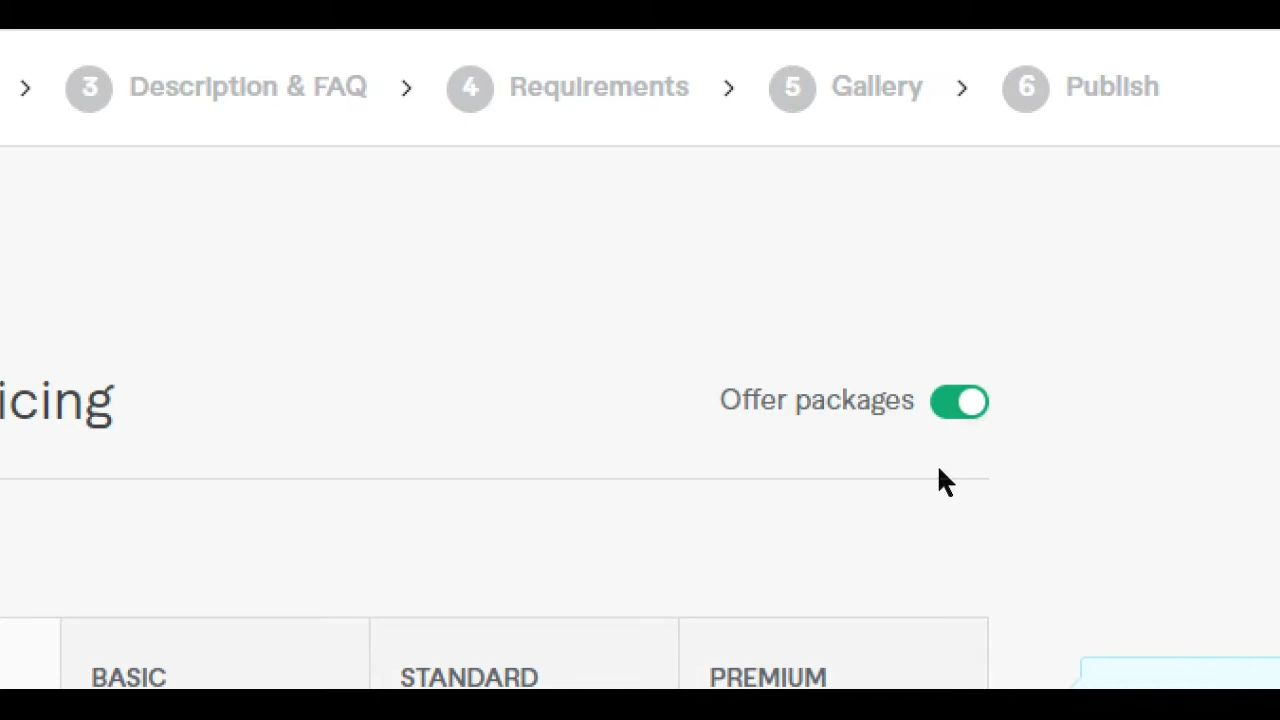 3 Description & FAQ > 4 Requirements > 5 Gallery > 6 Publish
icing
Offer packages
BASIC STANDARD PREMIUM